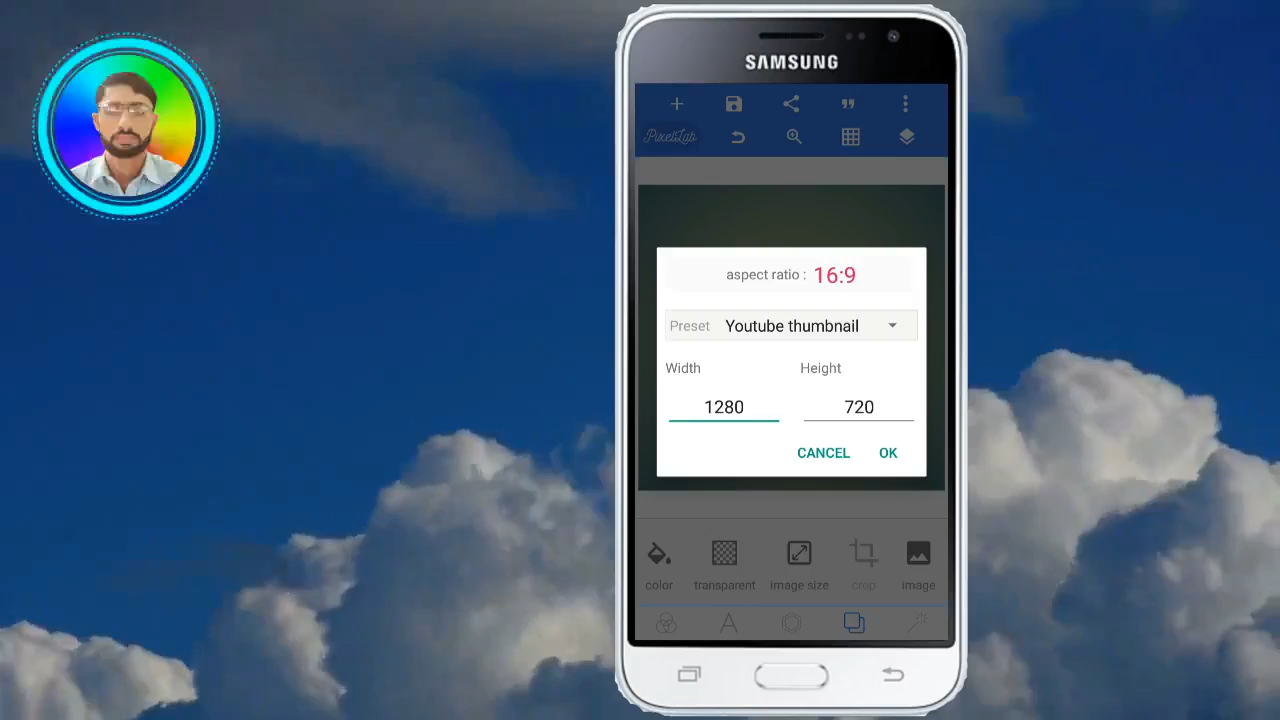 SAMSUNG
PixelLab
aspect ratio : 16:9
Preset Youtube thumbnail
Width Height
1280 720
CANCEL OK
color transparent image size crop image